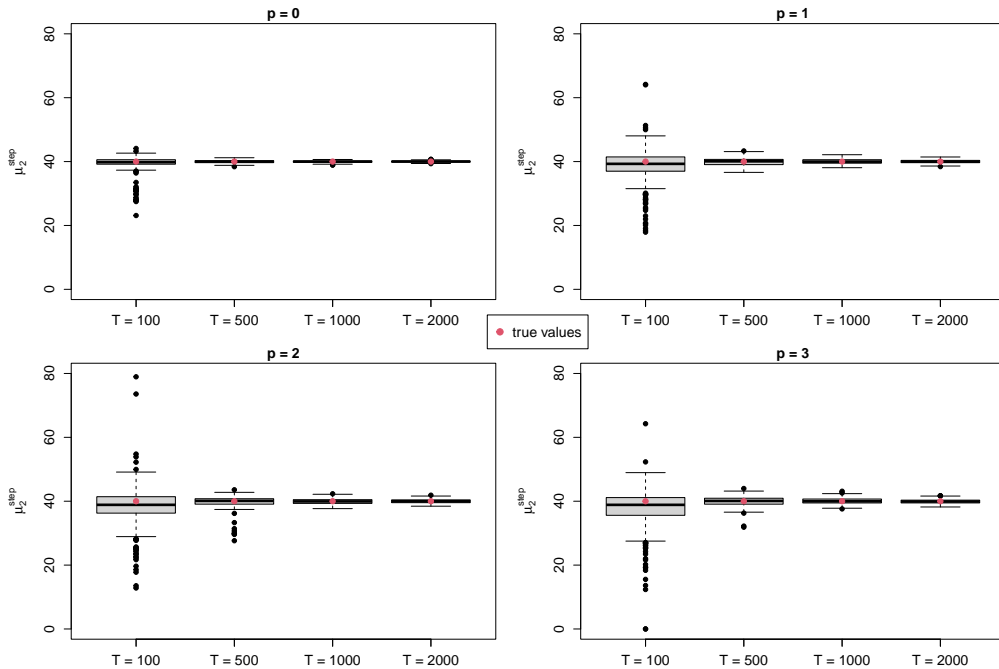 p = 0
80
60
40
20
0
μ₂ˢᵗᵉᵖ
T = 100 T = 500 T = 1000 T = 2000
p = 1
80
60
40
20
0
μ₂ˢᵗᵉᵖ
T = 100 T = 500 T = 1000 T = 2000
true values
p = 2
80
60
40
20
0
μ₂ˢᵗᵉᵖ
T = 100 T = 500 T = 1000 T = 2000
p = 3
80
60
40
20
0
μ₂ˢᵗᵉᵖ
T = 100 T = 500 T = 1000 T = 2000